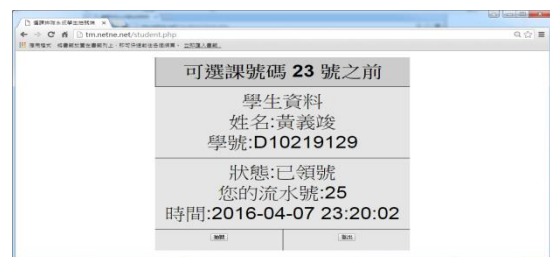 tm.netne.net/student.php
可選課號碼 23 號之前
學生資料
姓名:黃義竣
學號:D10219129
狀態:已領號
您的流水號:25
時間:2016-04-07 23:20:02